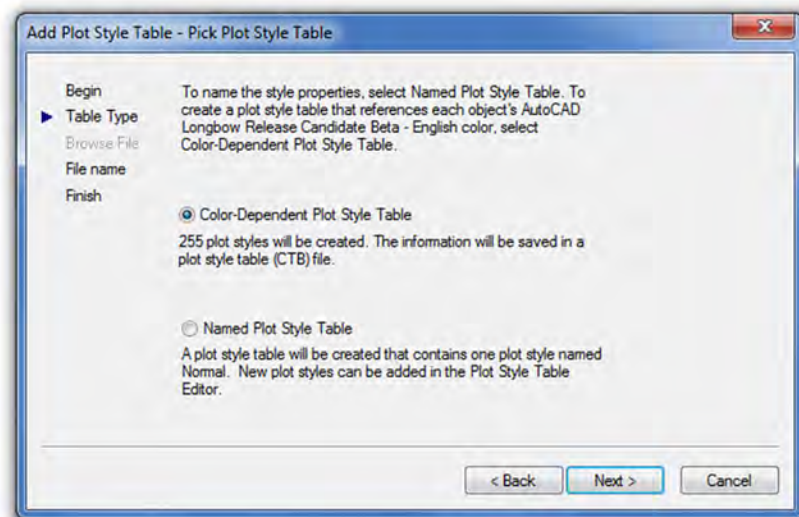 Add Plot Style Table - Pick Plot Style Table
Begin
Table Type
Browse File
File name
Finish
To name the style properties, select Named Plot Style Table. To
create a plot style table that references each object's AutoCAD
Longbow Release Candidate Beta - English color, select
Color-Dependent Plot Style Table.
Color-Dependent Plot Style Table
255 plot styles will be created. The information will be saved in a
plot style table (CTB) file.
Named Plot Style Table
A plot style table will be created that contains one plot style named
Normal. New plot styles can be added in the Plot Style Table
Editor.
< Back
Next >
Cancel